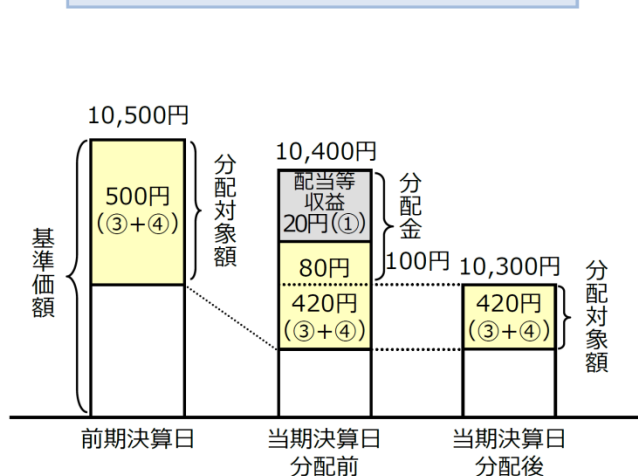 10,500円
500円
(③+④)
分配対象額
基準価額
前期決算日
10,400円
配当等
収益
20円(①)
80円
420円
(③+④)
分配金
100円
当期決算日
分配前
10,300円
420円
(③+④)
分配対象額
当期決算日
分配後